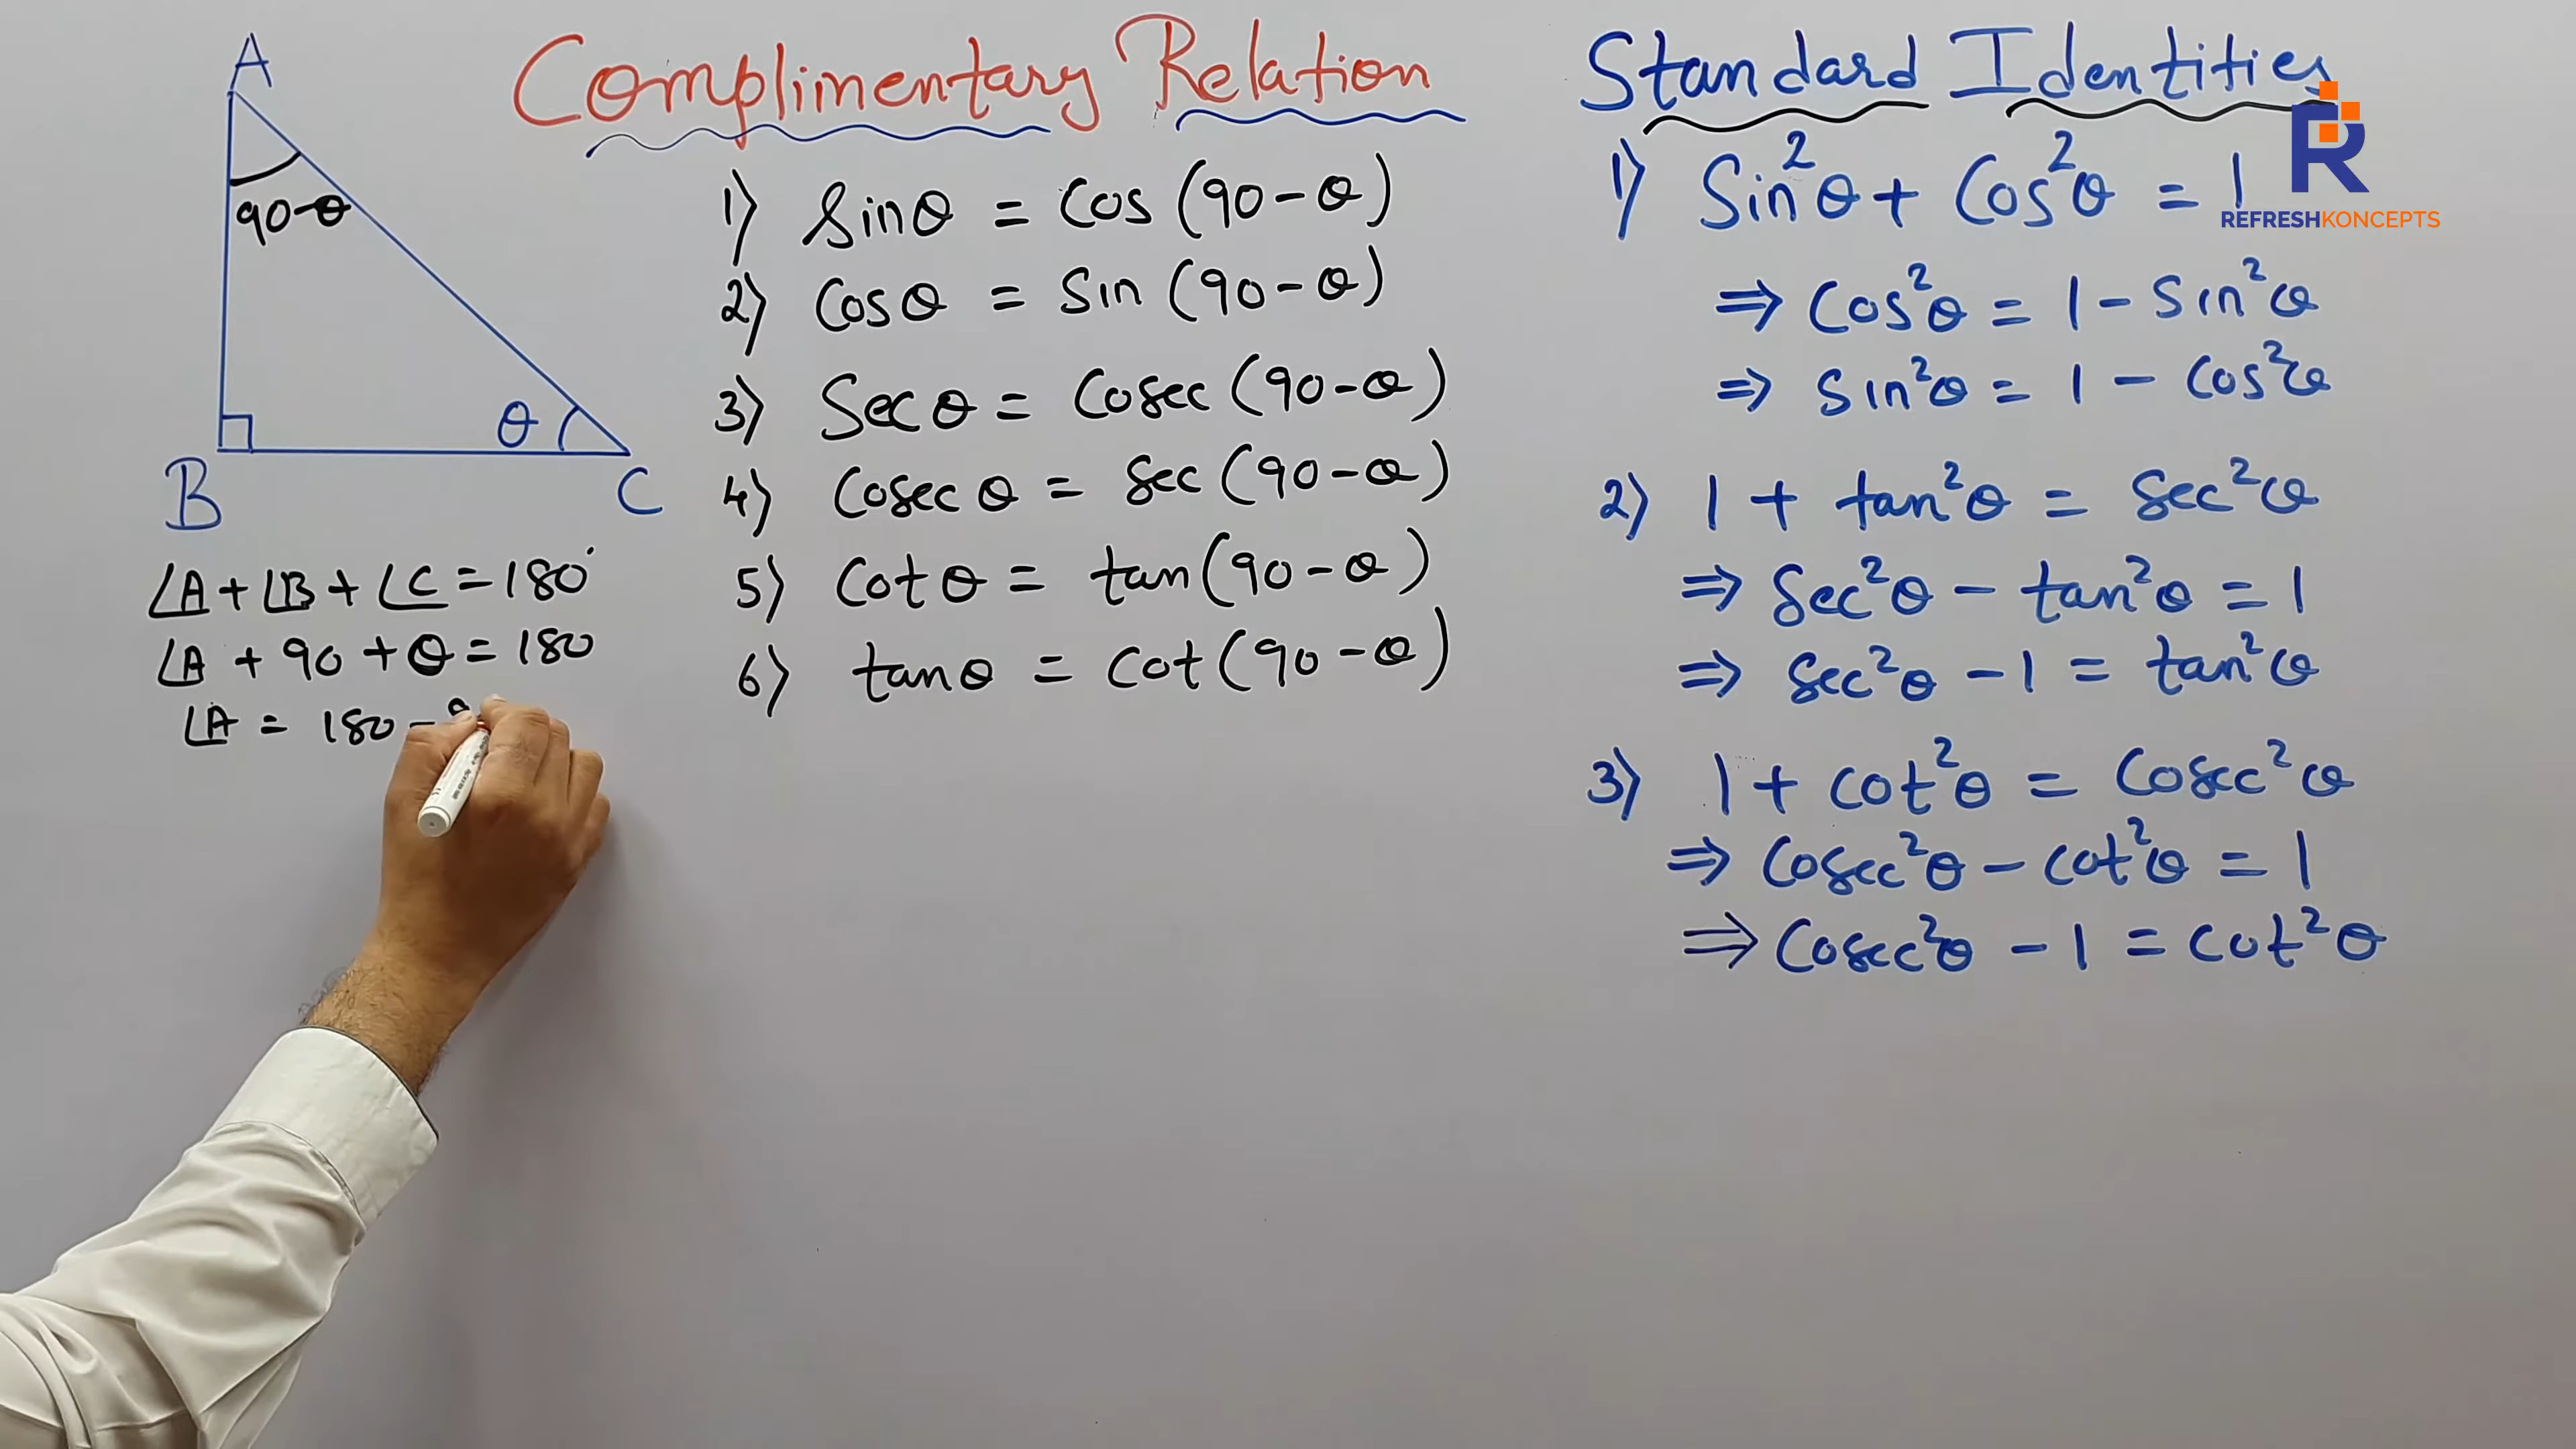 A
90-θ
B
θ
C
∠A + ∠B + ∠C = 180°
∠A + 90 + θ = 180
∠A = 180 - 9
Complimentary Relation
1) Sinθ = Cos (90-θ)
2) Cosθ = Sin (90-θ)
3) Secθ = Cosec (90-θ)
4) Cosecθ = Sec (90-θ)
5) Cotθ = tan (90-θ)
6) tanθ = Cot (90-θ)
Standard Identities
1) Sin²θ + Cos²θ = 1
⇒ Cos²θ = 1 - Sin²θ
⇒ Sin²θ = 1 - Cos²θ
2) 1 + tan²θ = Sec²θ
⇒ Sec²θ - tan²θ = 1
⇒ Sec²θ - 1 = tan²θ
3) 1 + Cot²θ = Cosec²θ
⇒ Cosec²θ - Cot²θ = 1
⇒ Cosec²θ - 1 = Cot²θ
R
REFRESHKONCEPTS